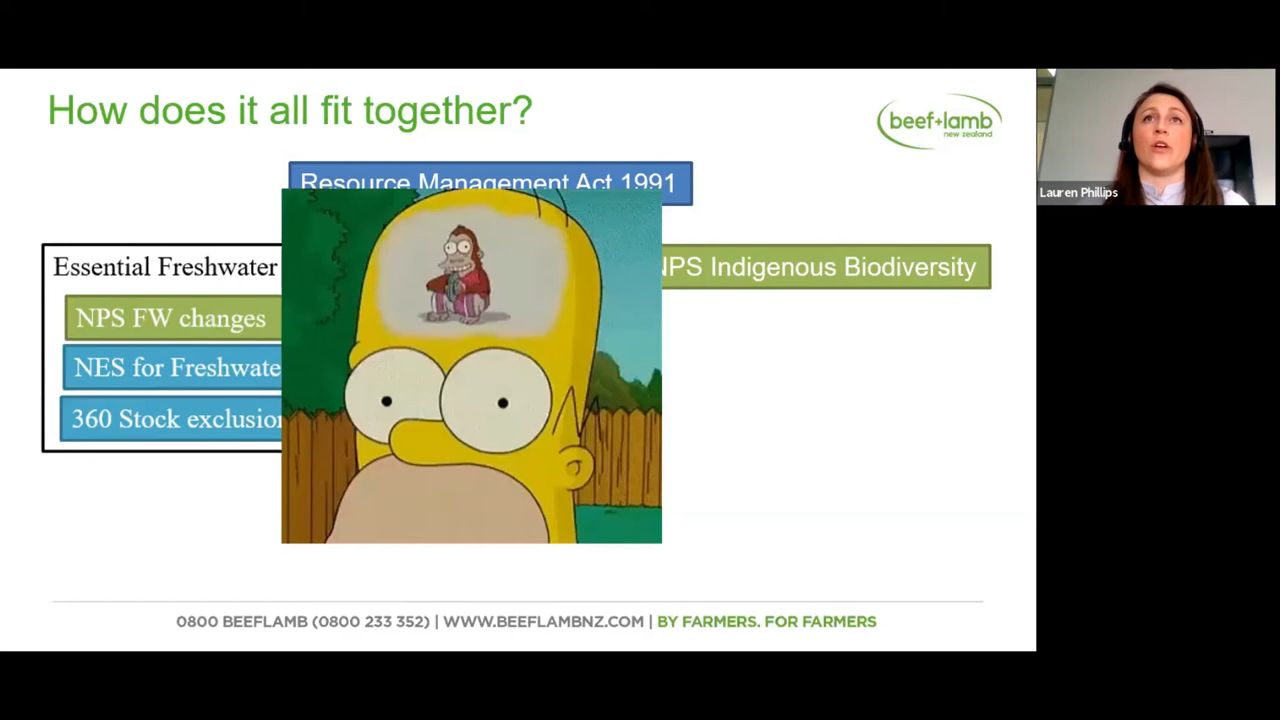 How does it all fit together?
beef+lamb
new zealand
Resource Management Act 1991
Essential Freshwater
NPS Indigenous Biodiversity
NPS FW changes
NES for Freshwate
360 Stock exclusion
0800 BEEFLAMB (0800 233 352) | WWW.BEEFLAMBNZ.COM | BY FARMERS. FOR FARMERS
Lauren Phillips